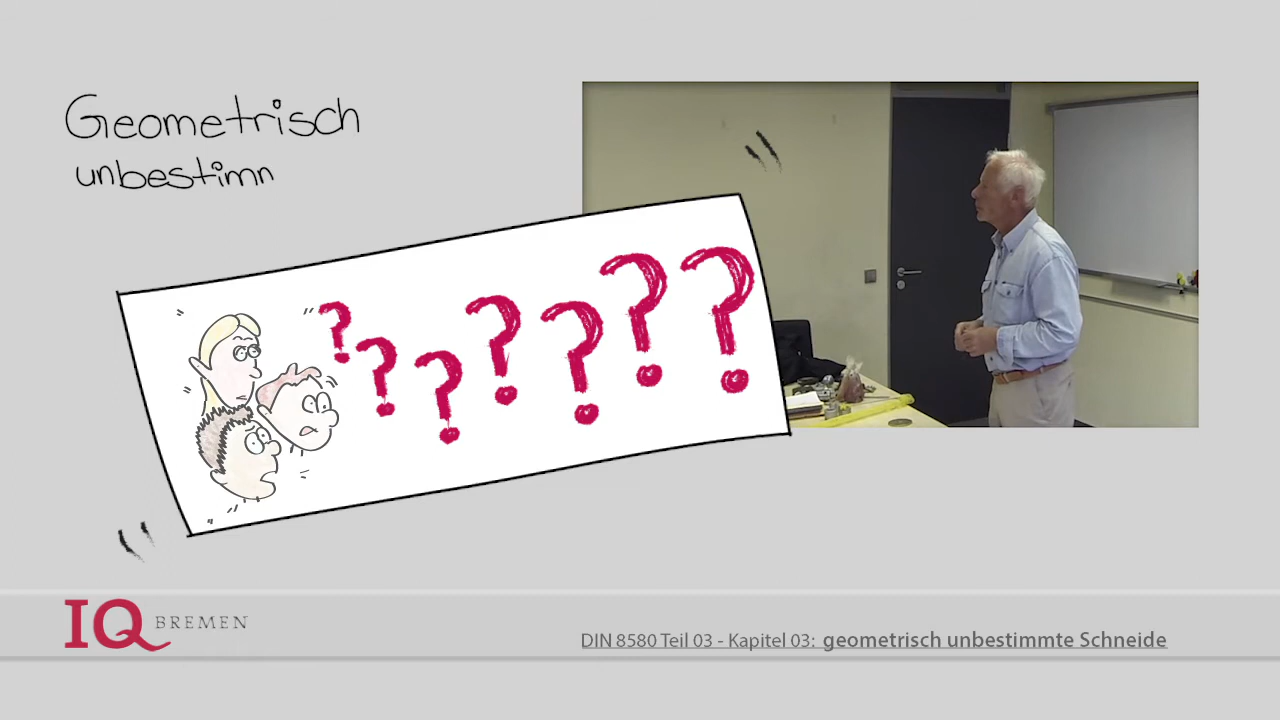 Geometrisch
unbestimn
? ? ? ? ? ? ?
IQ BREMEN
DIN 8580 Teil 03 - Kapitel 03: geometrisch unbestimmte Schneide